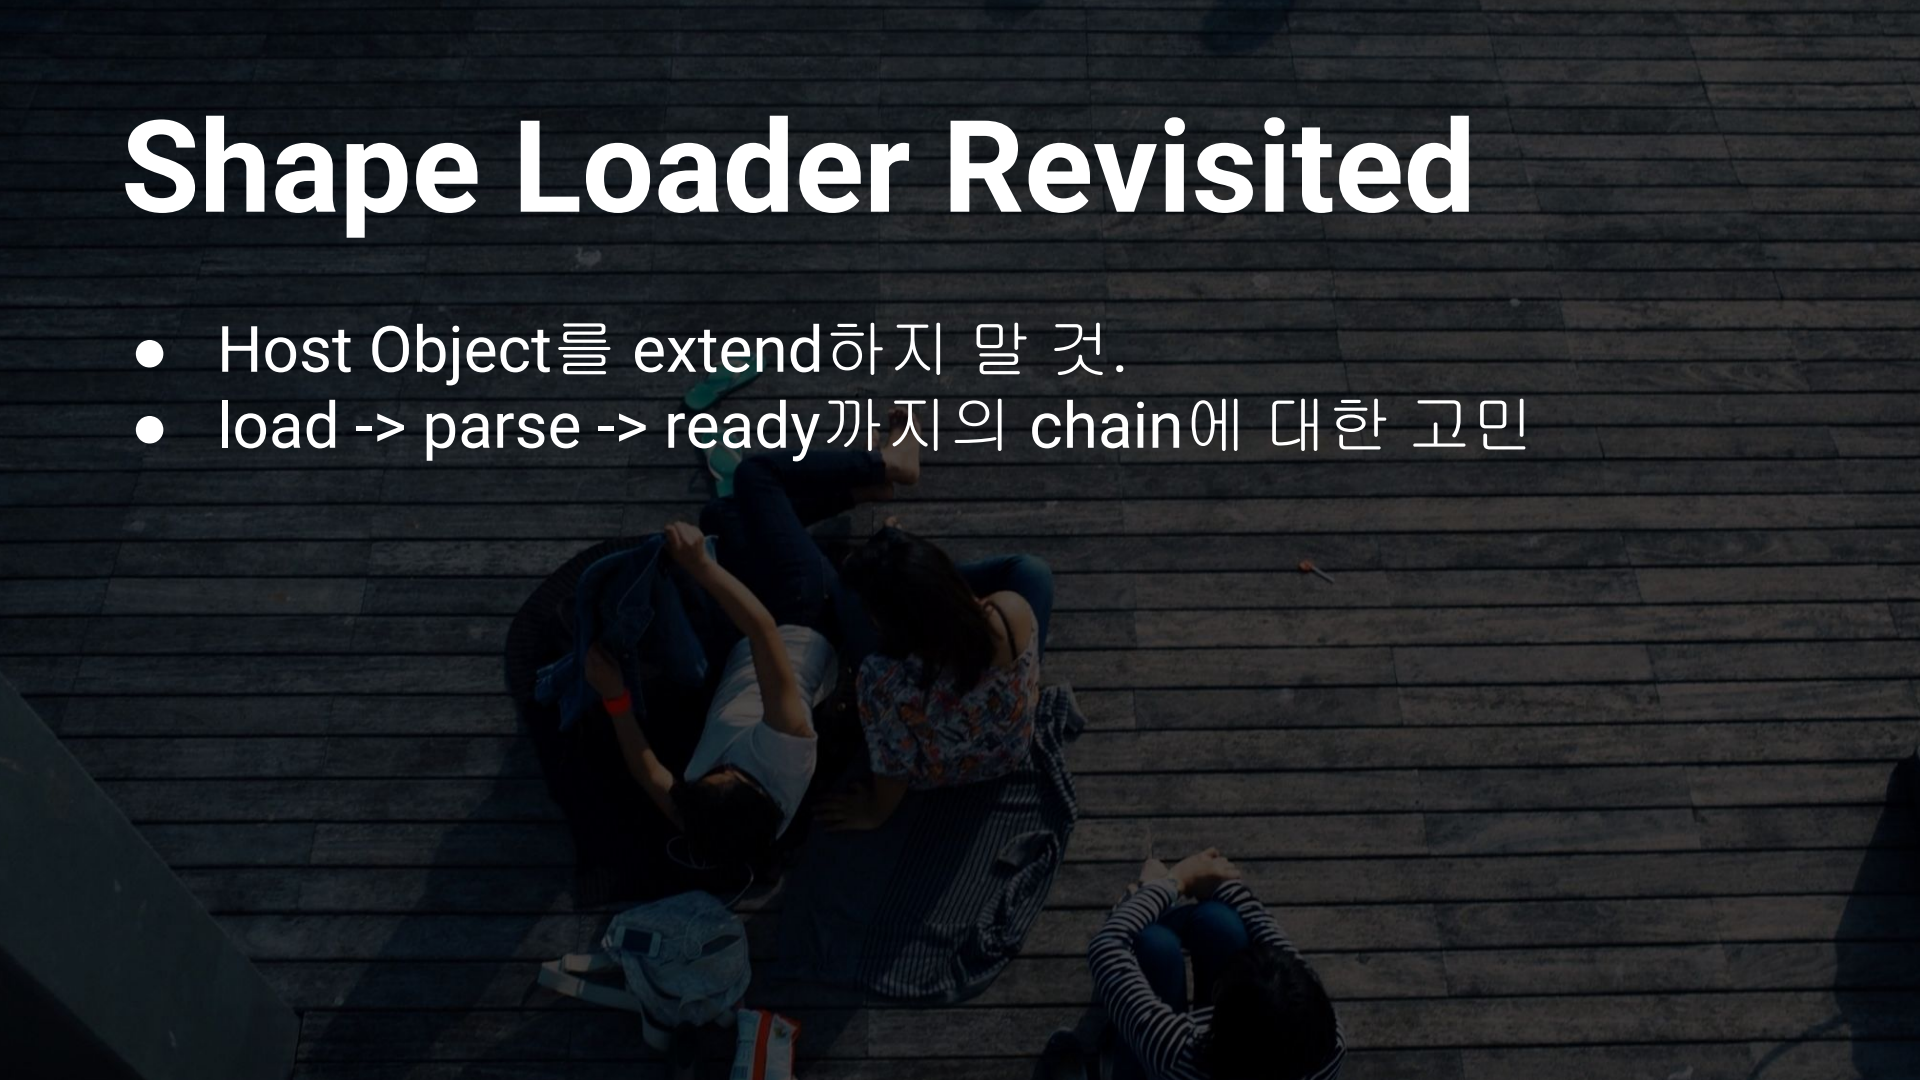 Shape Loader Revisited
● Host Object를 extend하지 말 것.
● load -> parse -> ready까지의 chain에 대한 고민